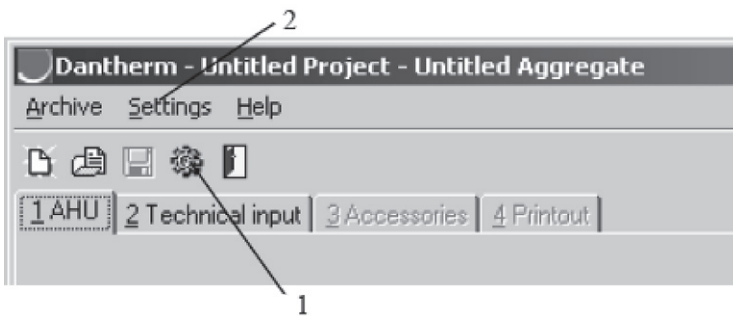 2
Dantherm - Untitled Project - Untitled Aggregate
Archive Settings Help
1 AHU 2 Technical input 3 Accessories 4 Printout
1